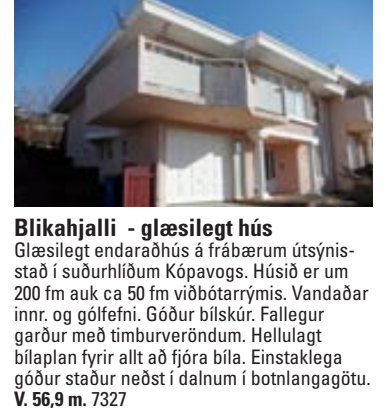 Blikahjalli  - glæsilegt hús
Glæsilegt endaraðhús á frábærum útsýnis-
stað í suðurhlíðum Kópavogs. Húsið er um
200 fm auk ca 50 fm viðbótarrýmis. Vandaðar
innr. og gólfefni. Góður bílskúr. Fallegur
garður með timburveröndum. Hellulagt
bílaplan fyrir allt að fjóra bíla. Einstaklega
góður staður neðst í dalnum í botnlangagötu.
V. 56,9 m. 7327